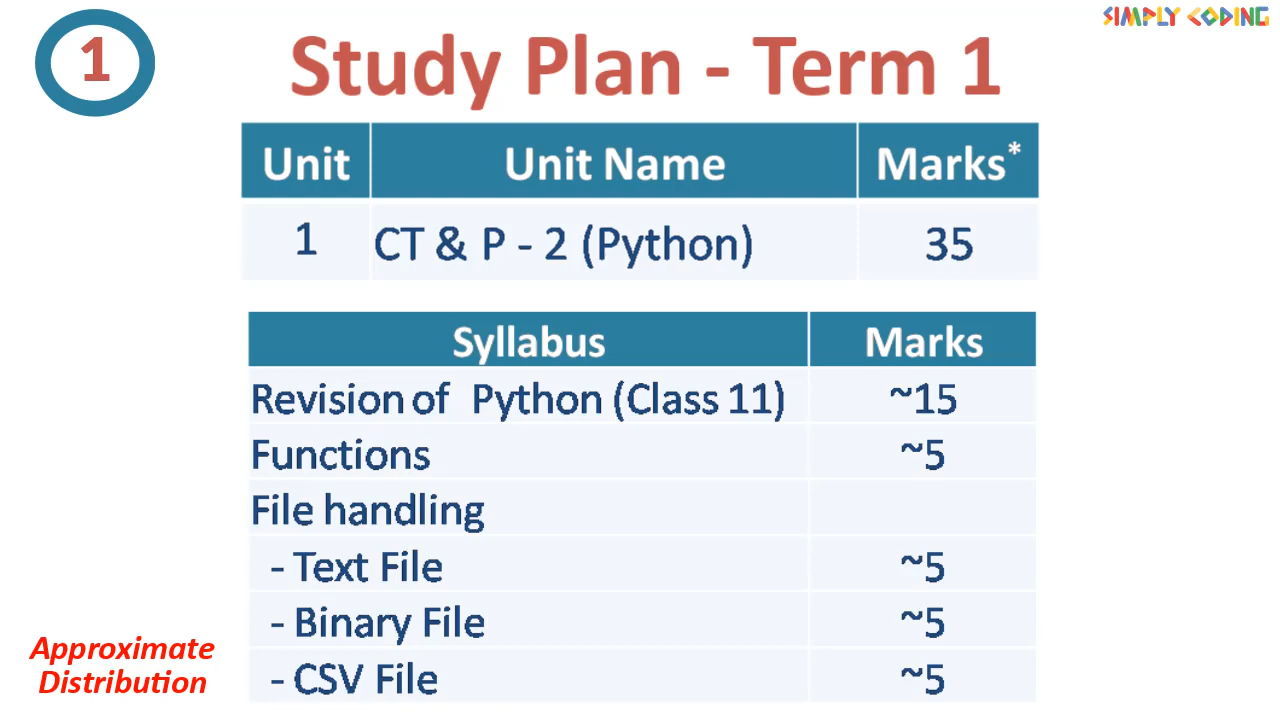 1
SIMPLY CODING
Study Plan - Term 1
Unit Unit Name Marks*
1 CT & P - 2 (Python) 35
Syllabus Marks
Revision of Python (Class 11) ~15
Functions ~5
File handling
- Text File ~5
- Binary File ~5
- CSV File ~5
Approximate
Distribution